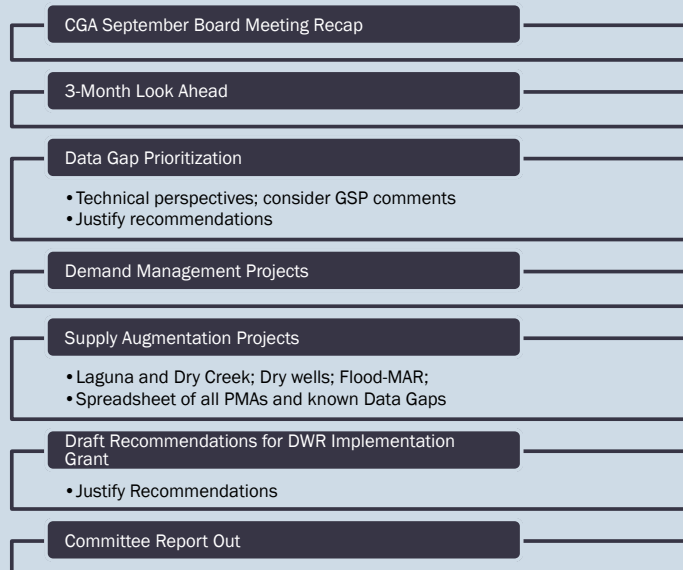 CGA September Board Meeting Recap
3-Month Look Ahead
Data Gap Prioritization
• Technical perspectives; consider GSP comments
• Justify recommendations
Demand Management Projects
Supply Augmentation Projects
• Laguna and Dry Creek; Dry wells; Flood-MAR;
• Spreadsheet of all PMAs and known Data Gaps
Draft Recommendations for DWR Implementation
Grant
• Justify Recommendations
Committee Report Out